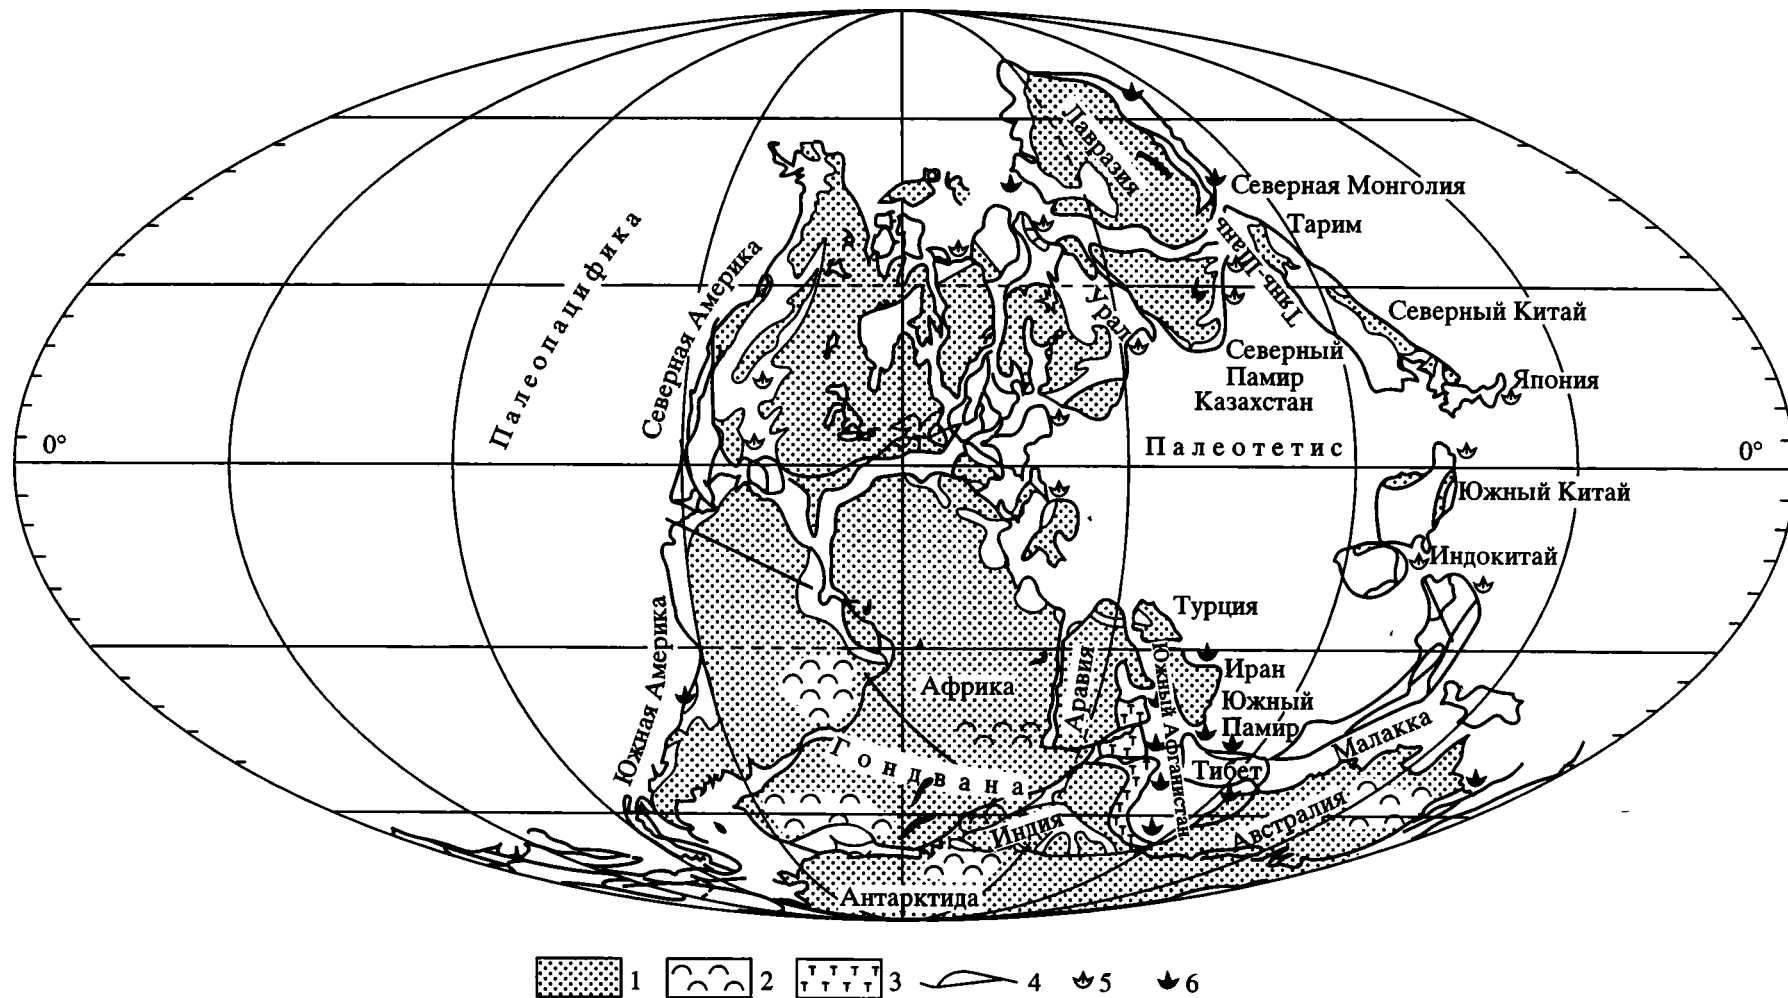 Лавразия
Северная Монголия
Тарим
Тянь-Шань
Палеопацифика
Северная Америка
Урал
Северный Китай
Северный
Памир
Казахстан
Япония
0°
Палеотетис
0°
Южный Китай
Индокитай
Турция
Южная Америка
Африка
Аравия
Южный Афганистан
Иран
Южный
Памир
Малакка
Гондвана
Тибет
Индия
Австралия
Антарктида
1 2 3 4 5 6